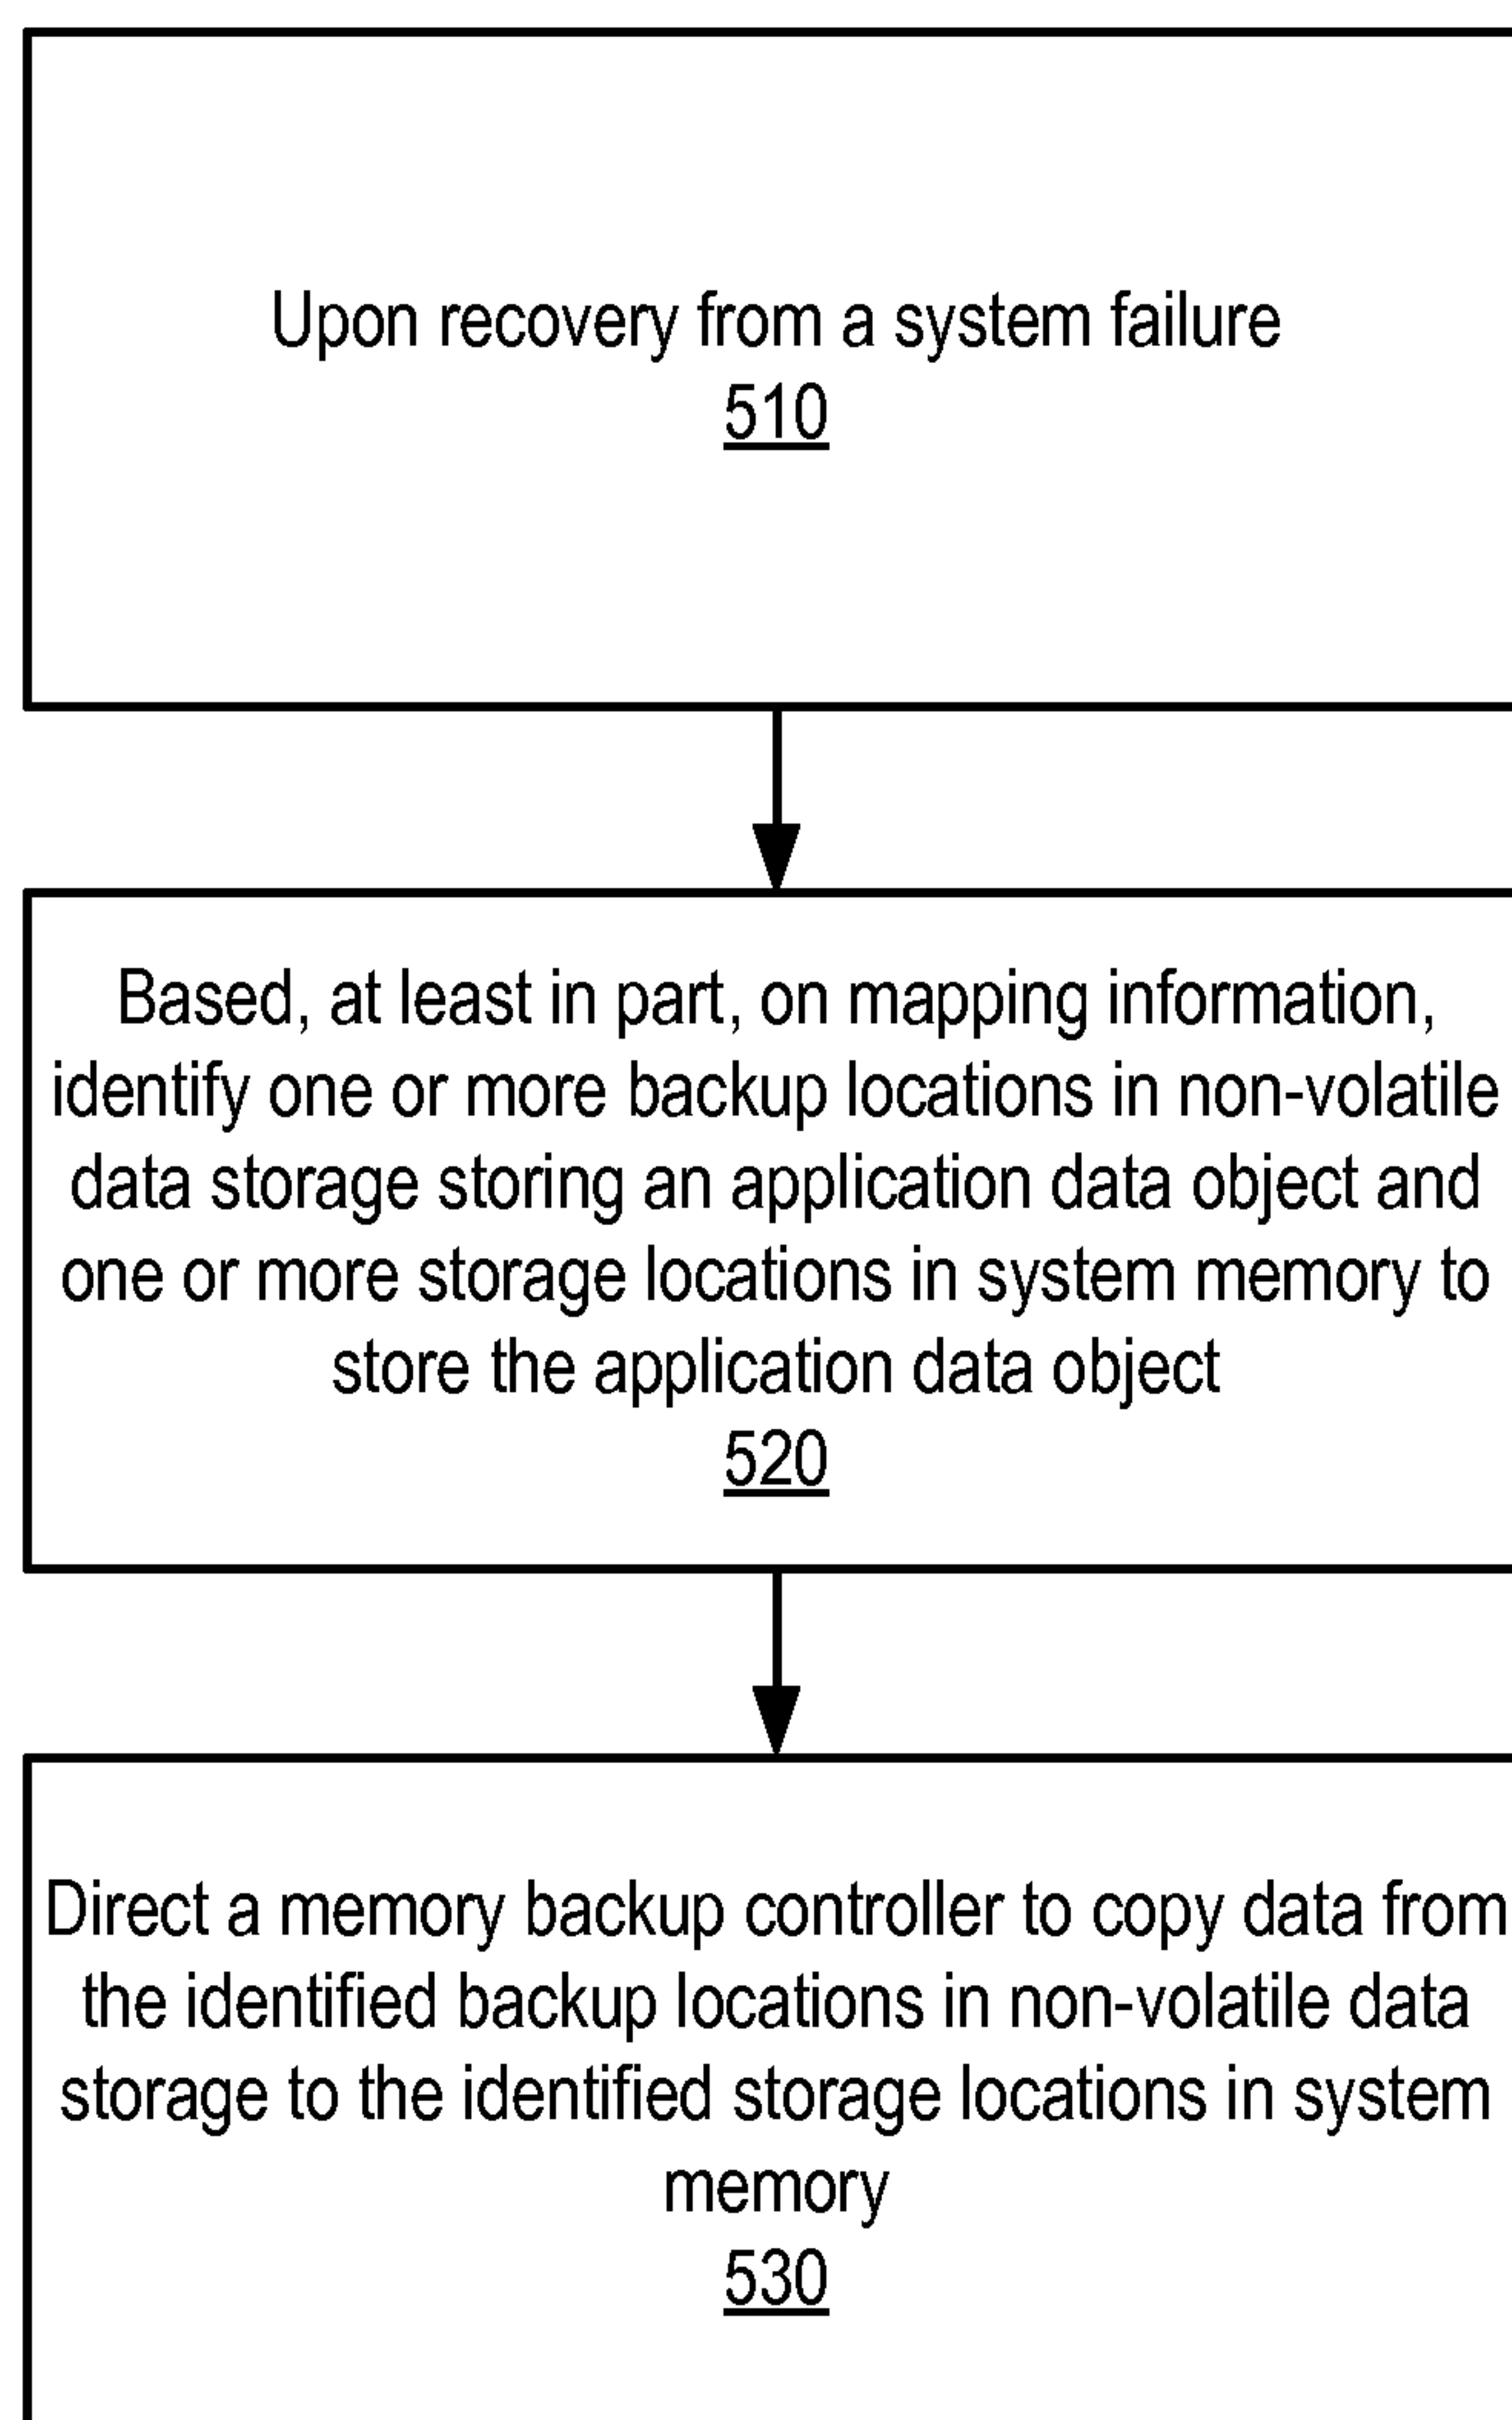 Upon recovery from a system failure
510
Based, at least in part, on mapping information,
identify one or more backup locations in non-volatile
data storage storing an application data object and
one or more storage locations in system memory to
store the application data object
520
Direct a memory backup controller to copy data from
the identified backup locations in non-volatile data
storage to the identified storage locations in system
memory
530